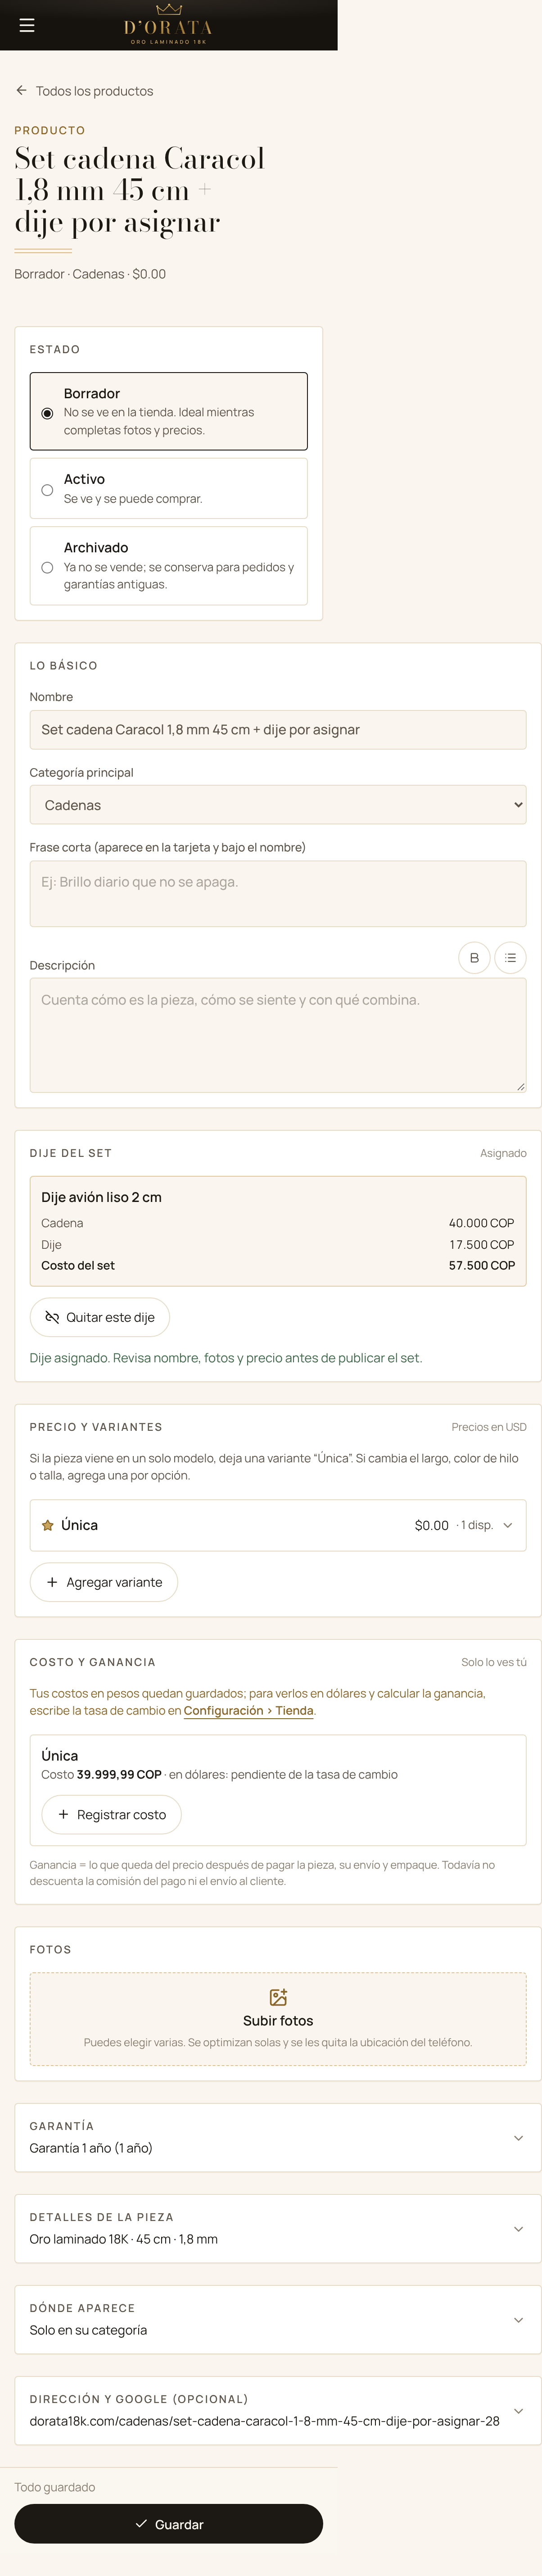 D'ORATA
ORO LAMINADO 18K
Todos los productos
PRODUCTO
Set cadena Caracol
1,8 mm 45 cm +
dije por asignar
Borrador · Cadenas · $0.00
ESTADO
Borrador
No se ve en la tienda. Ideal mientras
completas fotos y precios.
Activo
Se ve y se puede comprar.
Archivado
Ya no se vende; se conserva para pedidos y
garantías antiguas.
LO BÁSICO
Nombre
Set cadena Caracol 1,8 mm 45 cm + dije por asignar
Categoría principal
Cadenas
Frase corta (aparece en la tarjeta y bajo el nombre)
Ej: Brillo diario que no se apaga.
Descripción
B
Cuenta cómo es la pieza, cómo se siente y con qué combina.
DIJE DEL SET
Asignado
Dije avión liso 2 cm
Cadena 40.000 COP
Dije 17.500 COP
Costo del set 57.500 COP
Quitar este dije
Dije asignado. Revisa nombre, fotos y precio antes de publicar el set.
PRECIO Y VARIANTES
Precios en USD
Si la pieza viene en un solo modelo, deja una variante “Única”. Si cambia el largo, color de hilo
o talla, agrega una por opción.
Única $0.00 · 1 disp.
Agregar variante
COSTO Y GANANCIA
Solo lo ves tú
Tus costos en pesos quedan guardados; para verlos en dólares y calcular la ganancia,
escribe la tasa de cambio en Configuración > Tienda.
Única
Costo 39.999,99 COP · en dólares: pendiente de la tasa de cambio
Registrar costo
Ganancia = lo que queda del precio después de pagar la pieza, su envío y empaque. Todavía no
descuenta la comisión del pago ni el envío al cliente.
FOTOS
Subir fotos
Puedes elegir varias. Se optimizan solas y se les quita la ubicación del teléfono.
GARANTÍA
Garantía 1 año (1 año)
DETALLES DE LA PIEZA
Oro laminado 18K · 45 cm · 1,8 mm
DÓNDE APARECE
Solo en su categoría
DIRECCIÓN Y GOOGLE (OPCIONAL)
dorata18k.com/cadenas/set-cadena-caracol-1-8-mm-45-cm-dije-por-asignar-28
Todo guardado
Guardar